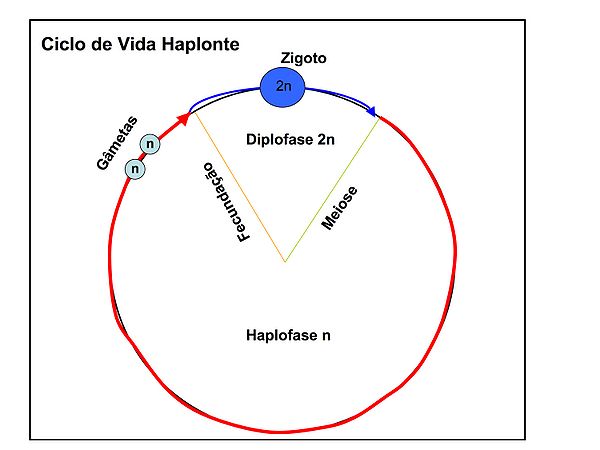 Ciclo de Vida Haplonte
Zigoto
2n
Gâmetas
n
n
Diplofase 2n
Fecundação
Meiose
Haplofase n